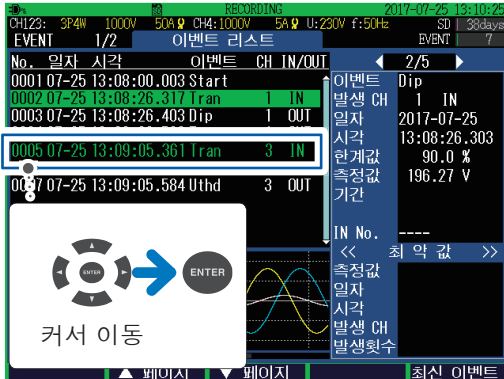 RECORDING 2017-07-25 13:10:25
CH123: 3P4W 1000V 50A CH4:1000V 5A U:230V f:50Hz SD 38days
EVENT 1/2 이벤트 리스트 EVENT 7
No. 일자 시각 이벤트 CH IN/OUT
0001 07-25 13:08:00.003 Start
0002 07-25 13:08:26.317 Tran 1 IN
0003 07-25 13:08:26.403 Dip 1 OUT
0005 07-25 13:09:05.361 Tran 3 IN
07-25 13:09:05.584 Uthd 3 OUT
2/5
이벤트 Dip
발생 CH 1 IN
일자 2017-07-25
시각 13:08:26.303
한계값 90.0 %
측정값 196.27 V
기간
IN No. ----
<< 최 악 값 >>
측정값
일자
시각
발생 CH
발생횟수
ENTER
ENTER
커서 이동
▲ 페이지 ▼ 페이지 최신 이벤트